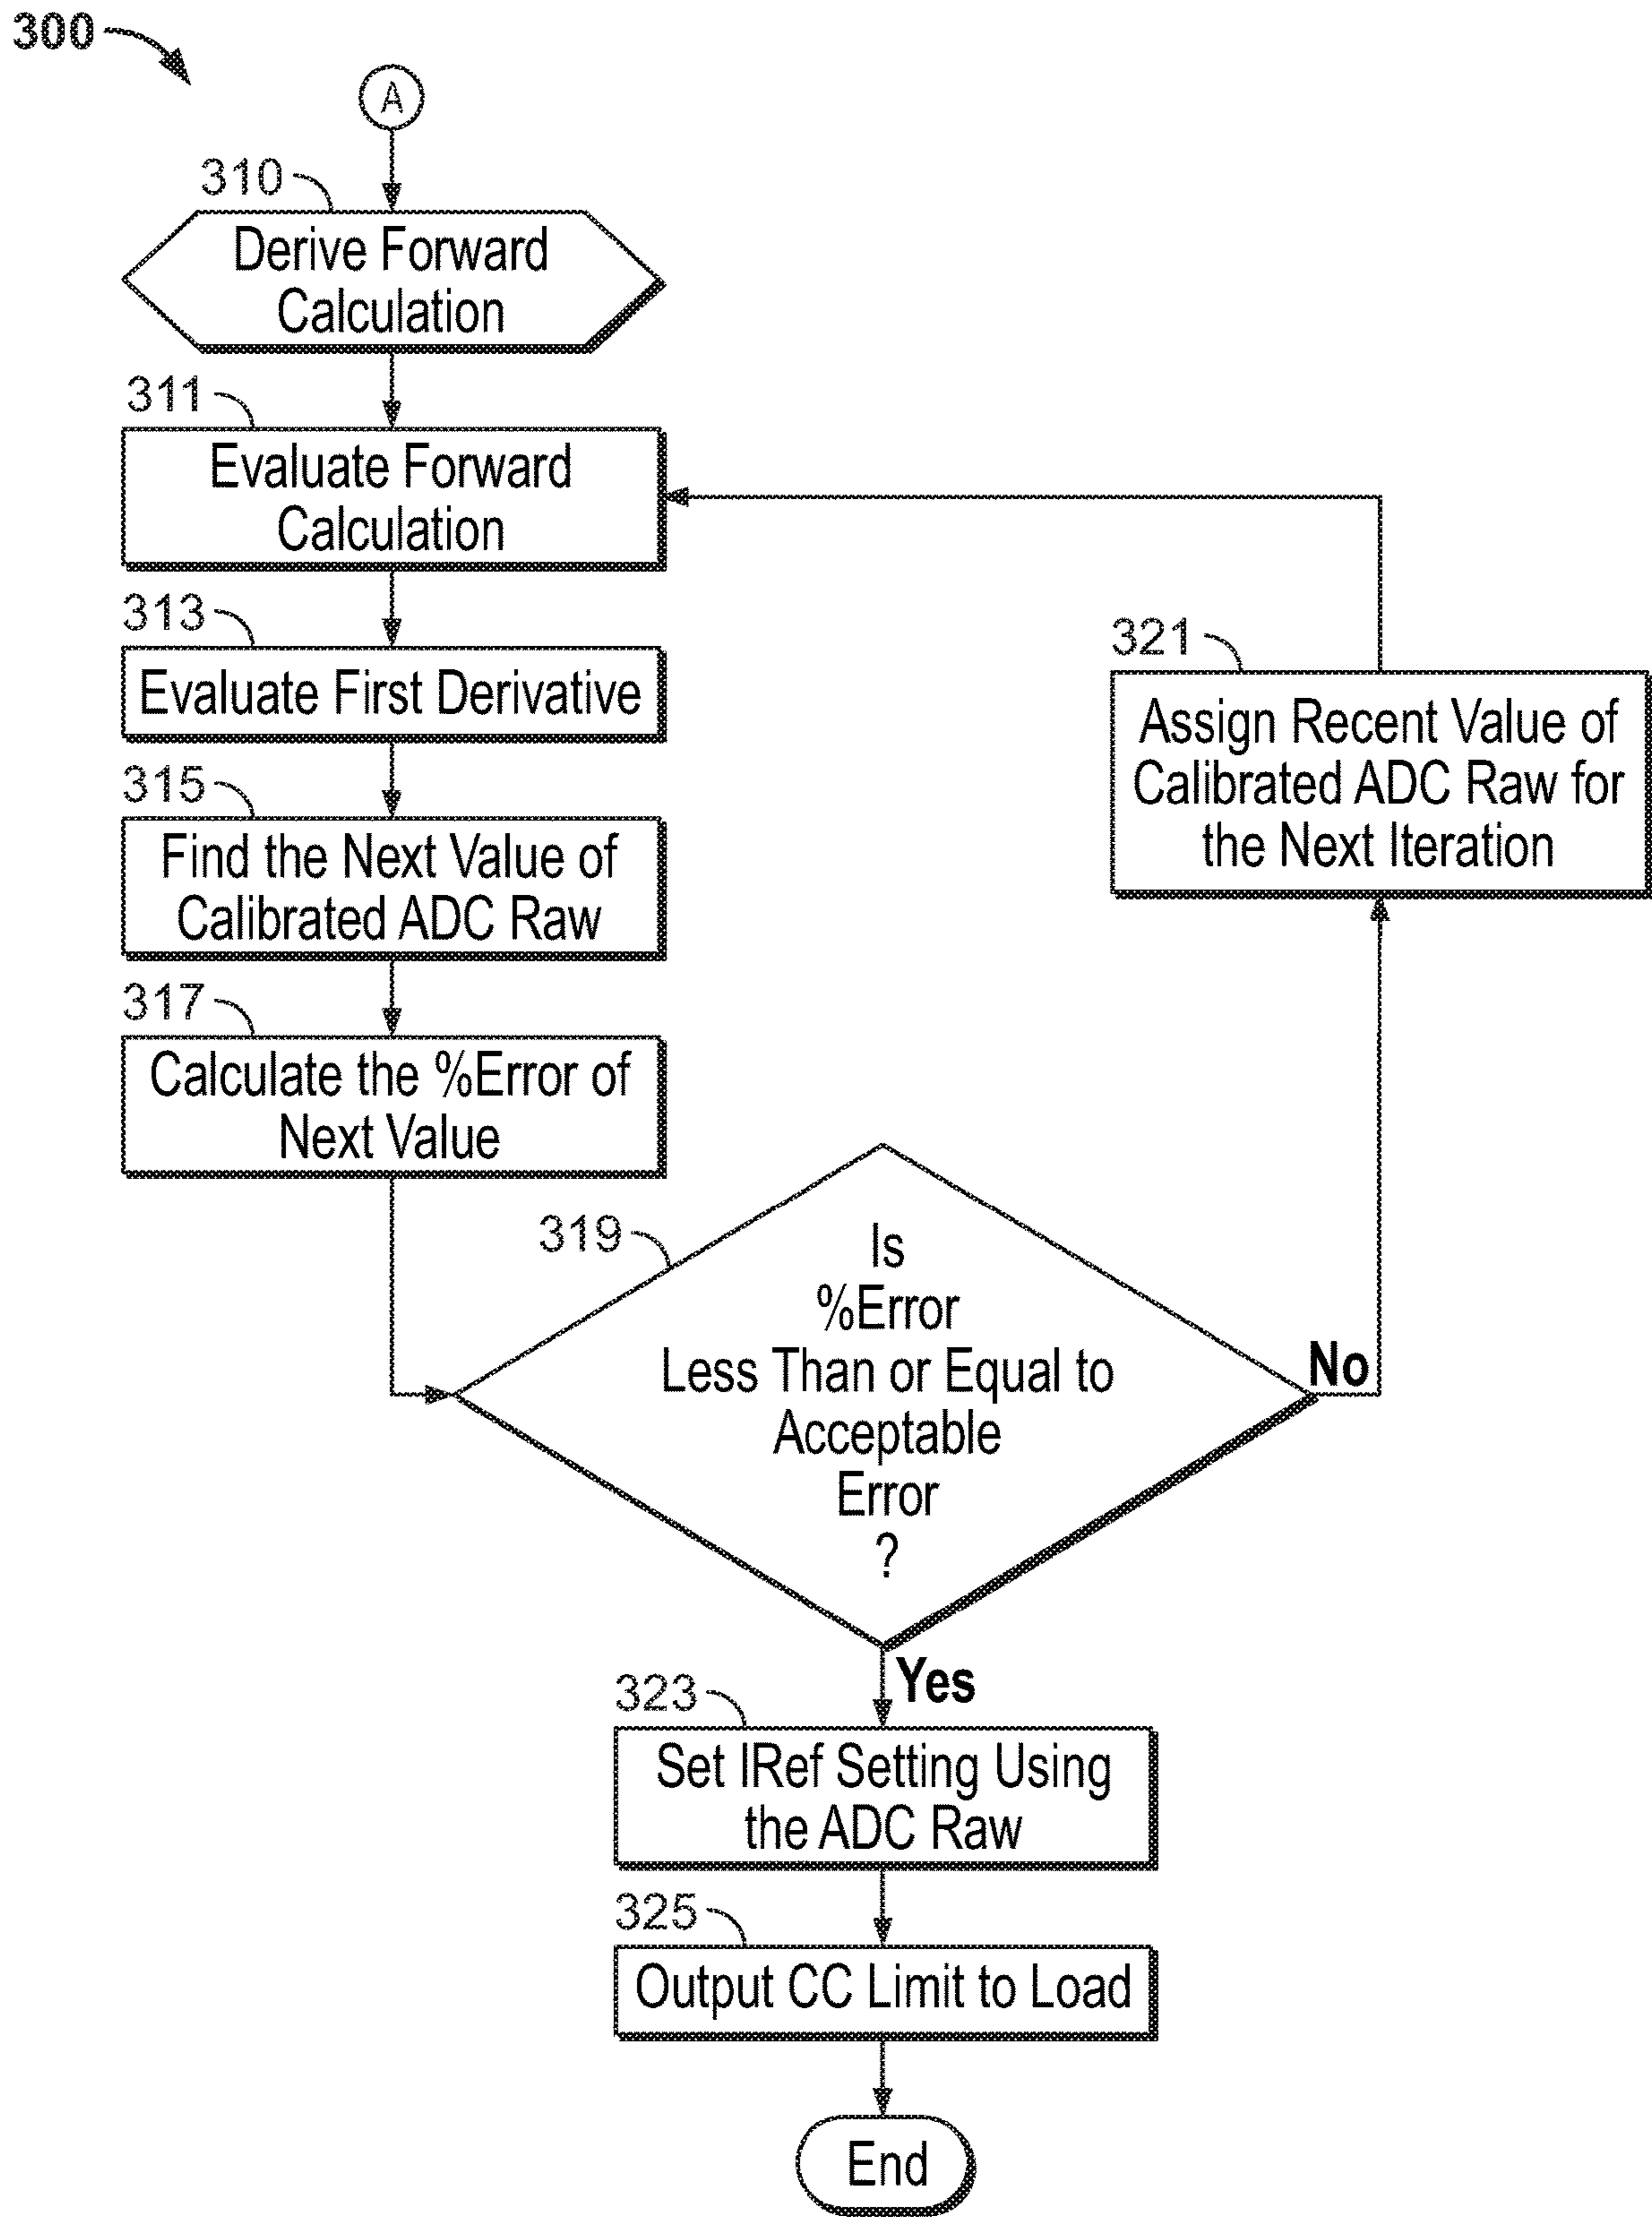 300
A
310
Derive Forward
Calculation
311
Evaluate Forward
Calculation
313
Evaluate First Derivative
315
Find the Next Value of
Calibrated ADC Raw
317
Calculate the %Error of
Next Value
319
Is
%Error
Less Than or Equal to
Acceptable
Error
?
No
321
Assign Recent Value of
Calibrated ADC Raw for
the Next Iteration
Yes
323
Set IRef Setting Using
the ADC Raw
325
Output CC Limit to Load
End